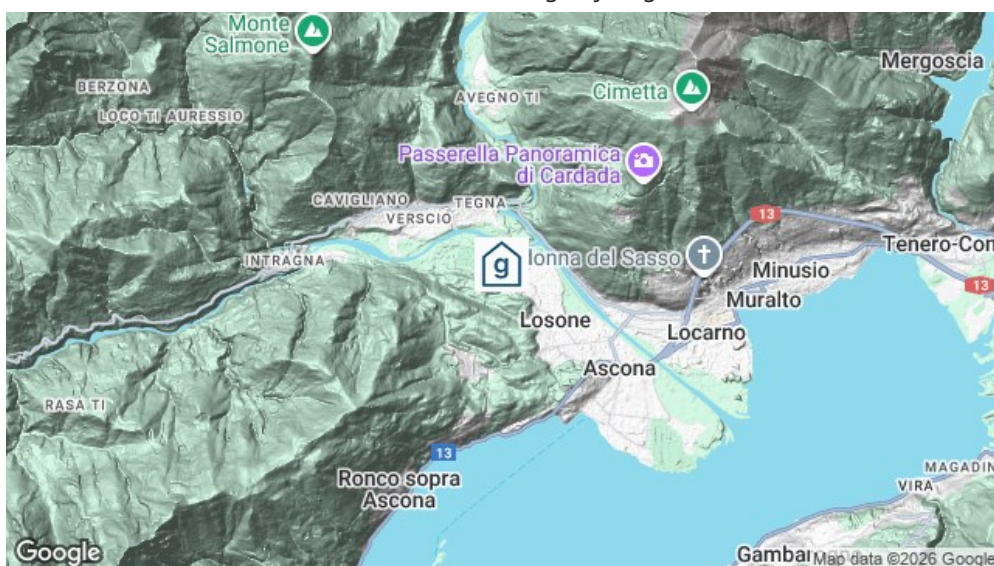 Monte
Salmone
Mergoscia
BERZONA
Cimetta
AVEGNO TI
LOCO TI AURESSIO
Passerella Panoramica
di Cardada
CAVIGLIANO
TEGNA
VERSCIO
13
INTRAGNA
g
onna del Sasso
Tenero-Con
Minusio
13
Muralto
Losone
Locarno
Ascona
RASA TI
13
Ronco sopra
Ascona
MAGADIN
VIRA
Google
Map data ©2026 Google